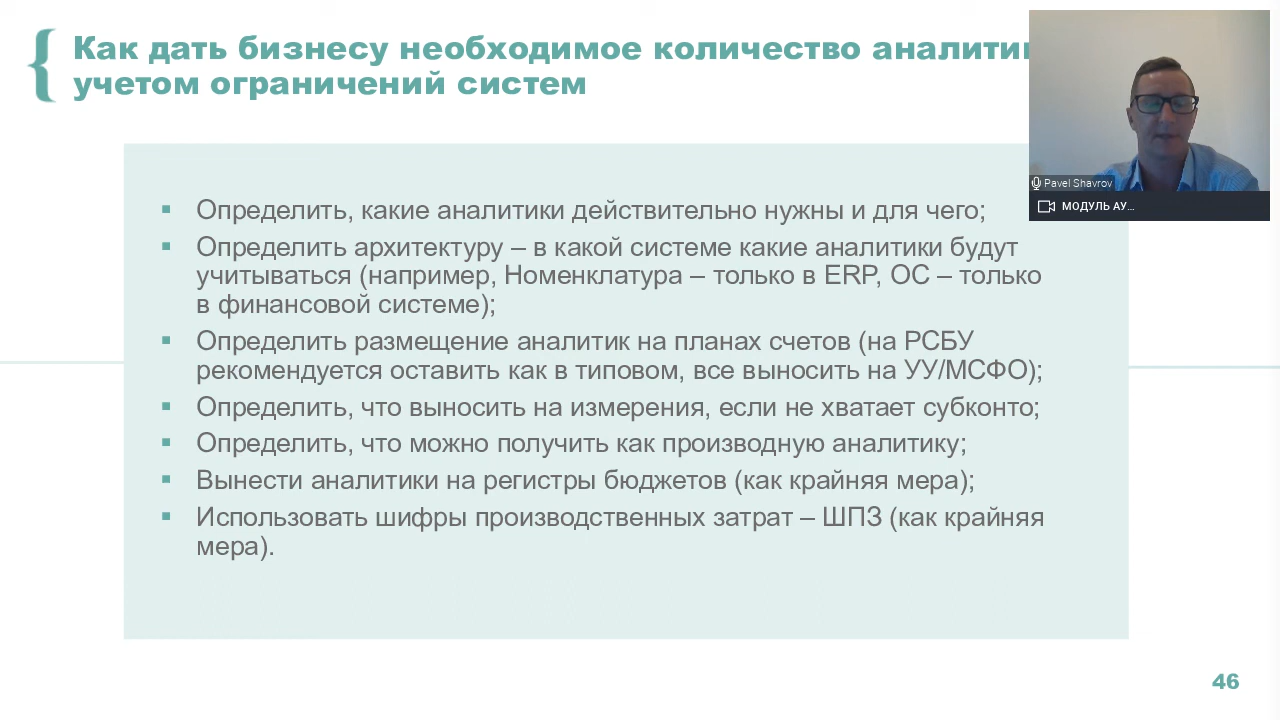 Как дать бизнесу необходимое количество аналитик
учетом ограничений систем
Pavel Shavrov
МОДУЛЬ АУ...
▪ Определить, какие аналитики действительно нужны и для чего;
▪ Определить архитектуру – в какой системе какие аналитики будут
учитываться (например, Номенклатура – только в ERP, ОС – только
в финансовой системе);
▪ Определить размещение аналитик на планах счетов (на РСБУ
рекомендуется оставить как в типовом, все выносить на УУ/МСФО);
▪ Определить, что выносить на измерения, если не хватает субконто;
▪ Определить, что можно получить как производную аналитику;
▪ Вынести аналитики на регистры бюджетов (как крайняя мера);
▪ Использовать шифры производственных затрат – ШПЗ (как крайняя
мера).
46